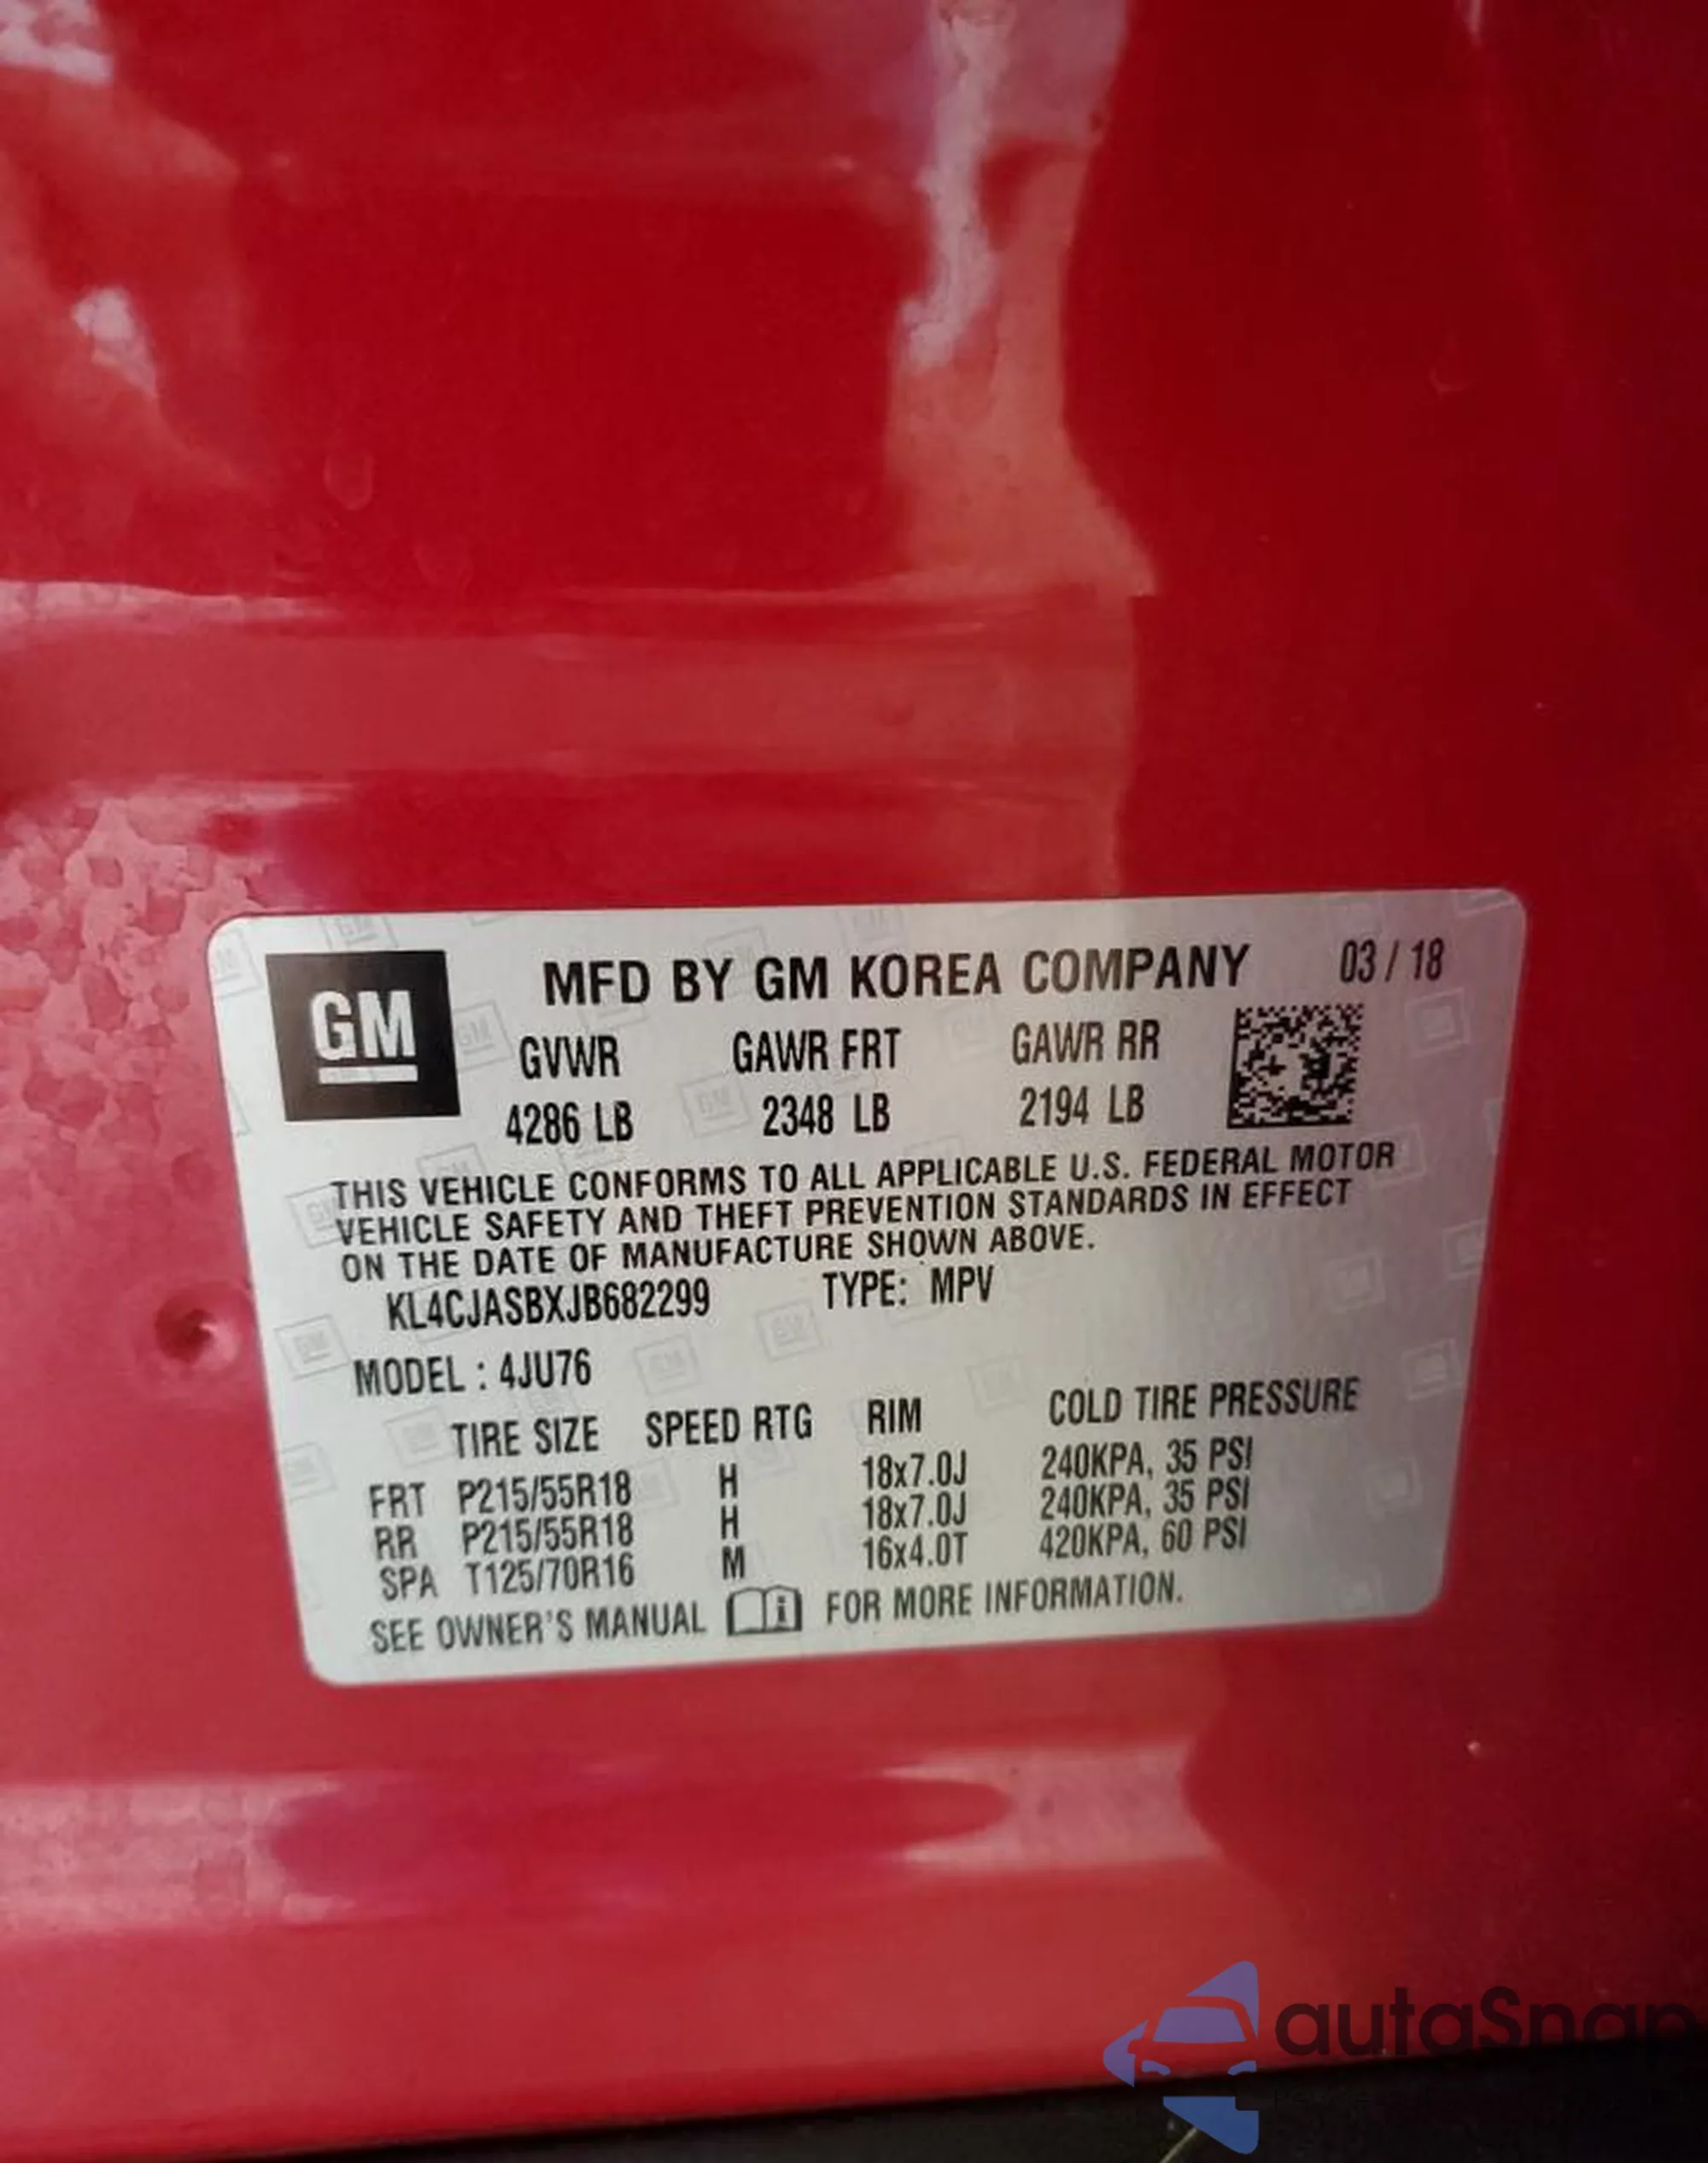 GM
MFD BY GM KOREA COMPANY 03 / 18
GVWR GAWR FRT GAWR RR
4286 LB 2348 LB 2194 LB
THIS VEHICLE CONFORMS TO ALL APPLICABLE U.S. FEDERAL MOTOR
VEHICLE SAFETY AND THEFT PREVENTION STANDARDS IN EFFECT
ON THE DATE OF MANUFACTURE SHOWN ABOVE.
KL4CJASBXJB682299 TYPE: MPV
MODEL : 4JU76
TIRE SIZE SPEED RTG RIM COLD TIRE PRESSURE
FRT P215/55R18 H 18x7.0J 240KPA, 35 PSI
RR P215/55R18 H 18x7.0J 240KPA, 35 PSI
SPA T125/70R16 M 16x4.0T 420KPA, 60 PSI
SEE OWNER'S MANUAL i FOR MORE INFORMATION.
autaSnap